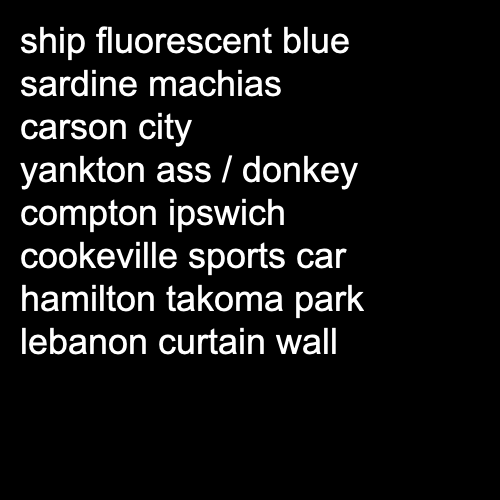 ship fluorescent blue
sardine machias
carson city
yankton ass / donkey
compton ipswich
cookeville sports car
hamilton takoma park
lebanon curtain wall